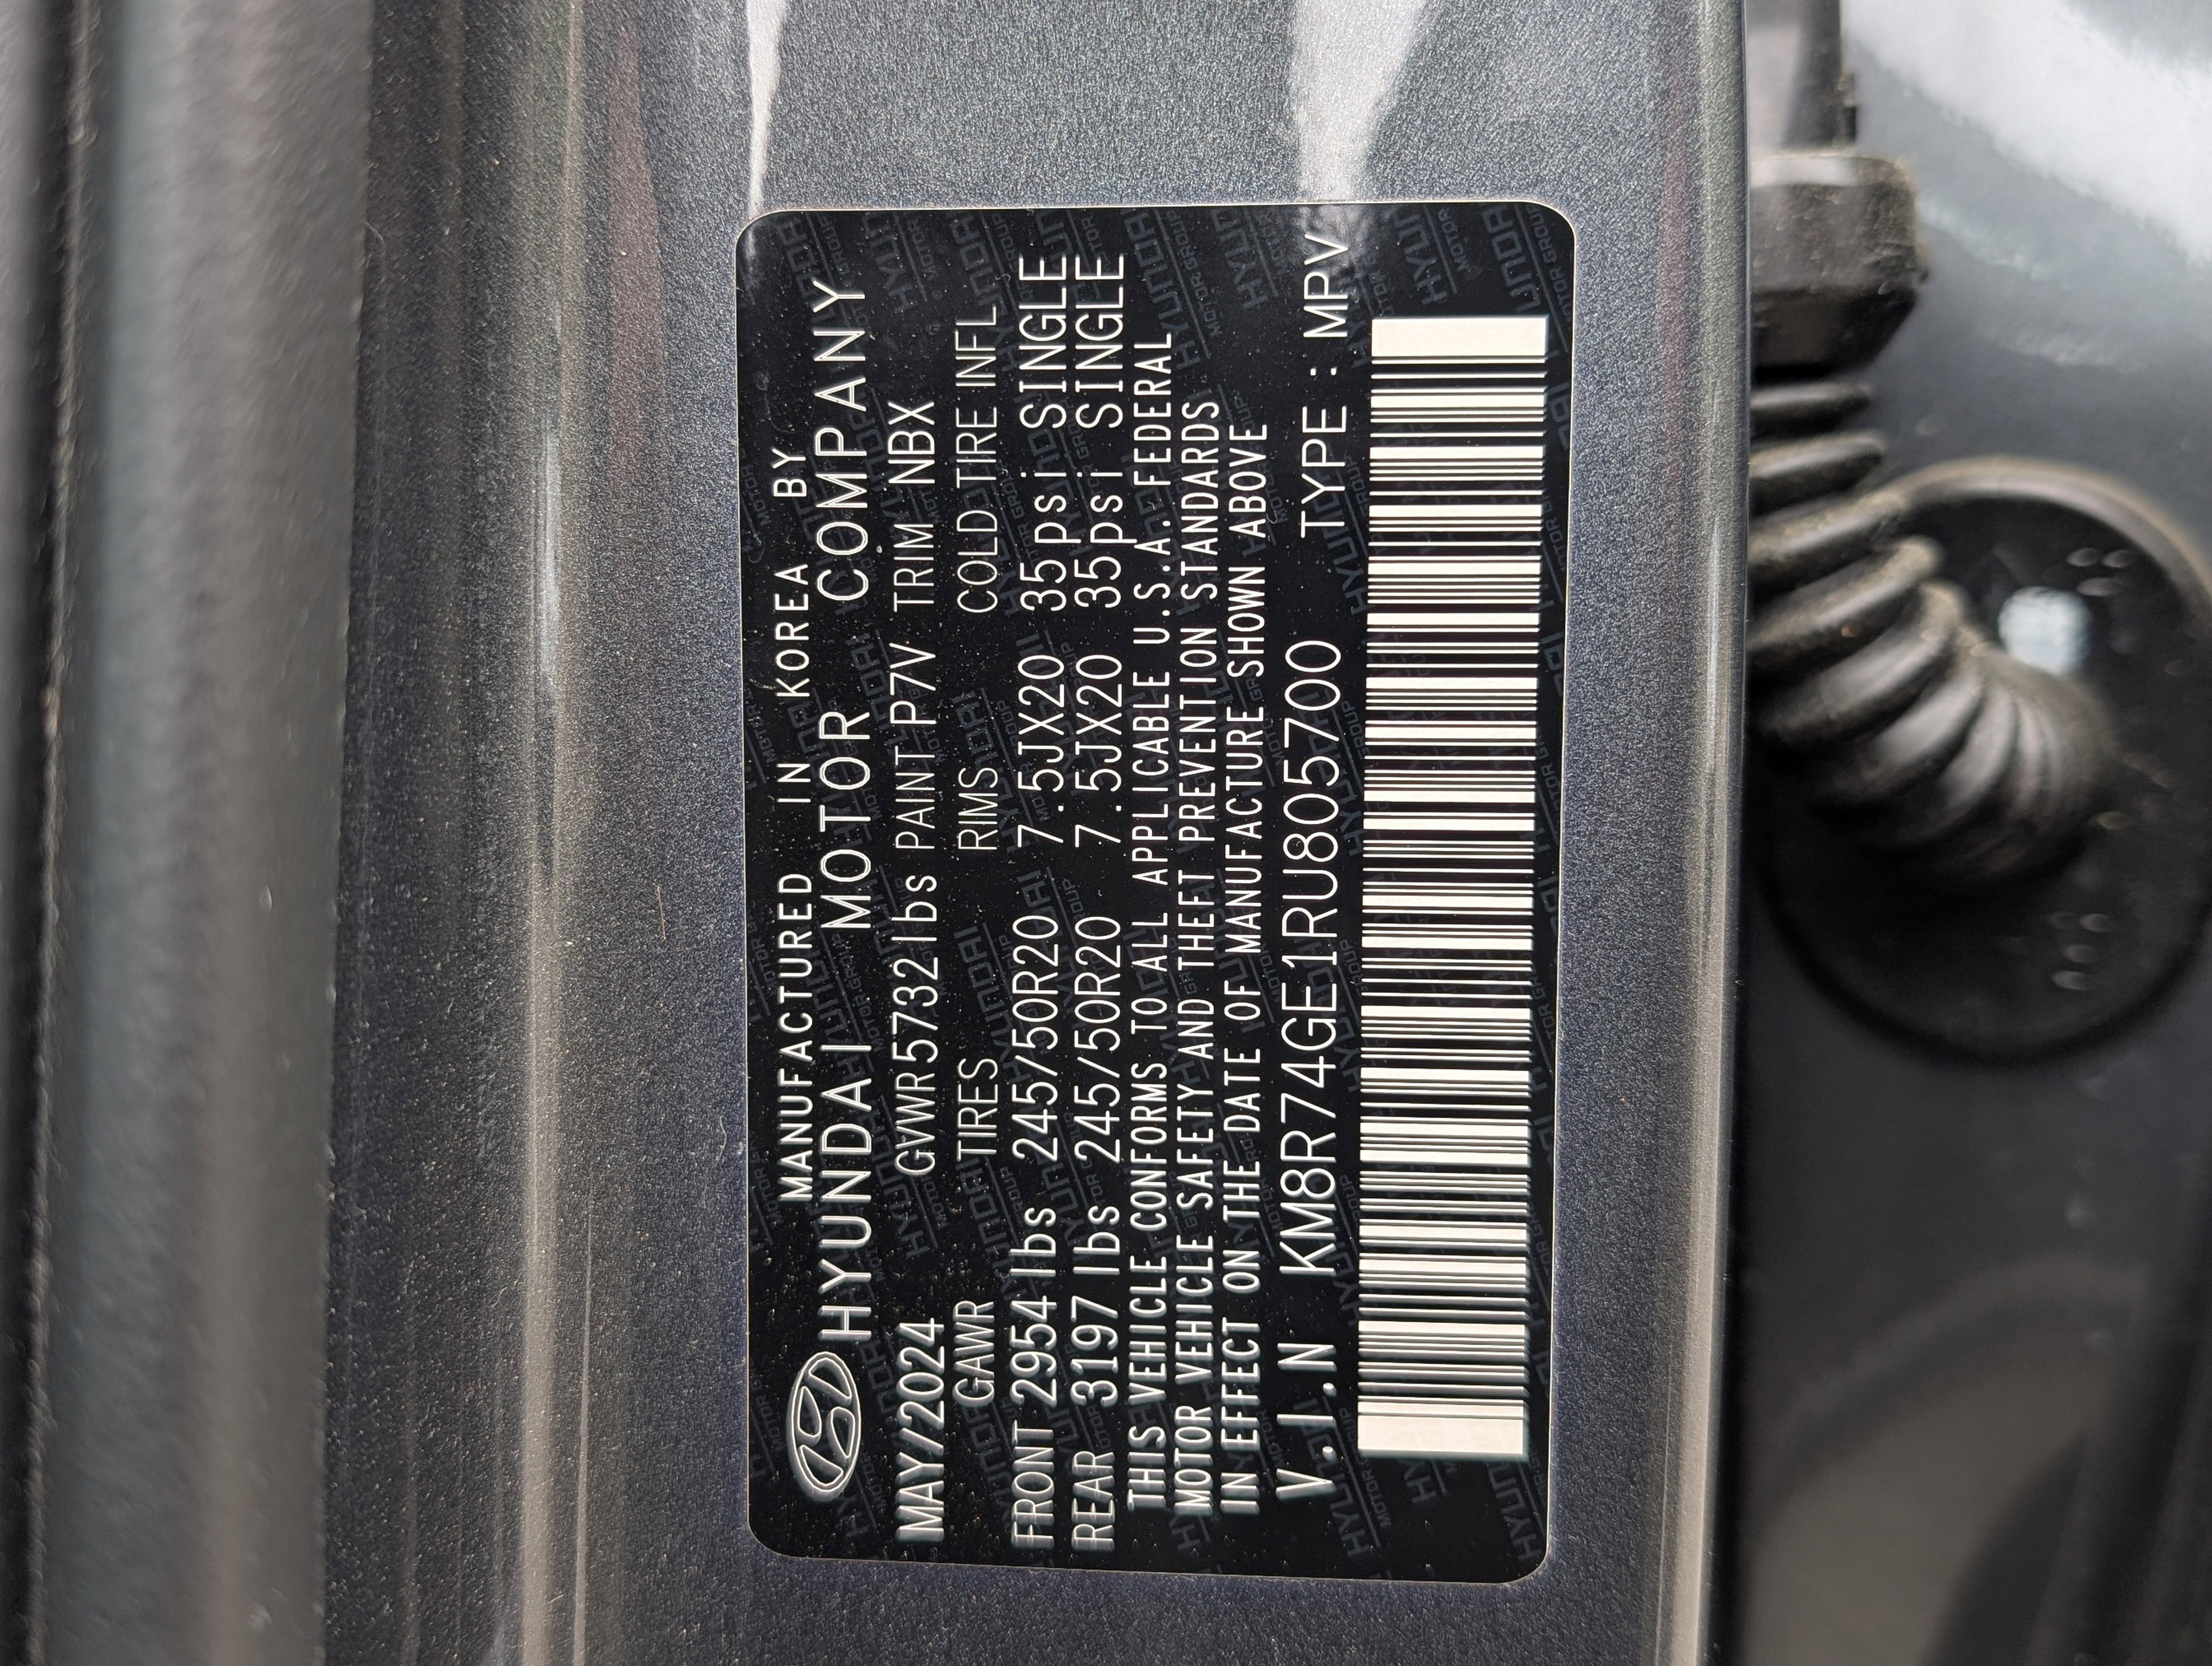 MANUFACTURED IN KOREA BY
HYUNDAI MOTOR COMPANY
MAY/2024 GVWR 5732lbs PAINT P7V TRIM NBX
GAWR TIRES RIMS COLD TIRE INFL
FRONT 2954 lbs 245/50R20 7.5JX20 35psi SINGLE
REAR 3197 lbs 245/50R20 7.5JX20 35psi SINGLE
THIS VEHICLE CONFORMS TO ALL APPLICABLE U.S.A. FEDERAL
MOTOR VEHICLE SAFETY AND THEFT PREVENTION STANDARDS
IN EFFECT ON THE DATE OF MANUFACTURE SHOWN ABOVE
V.I.N KM8R74GE1RU805700 TYPE : MPV